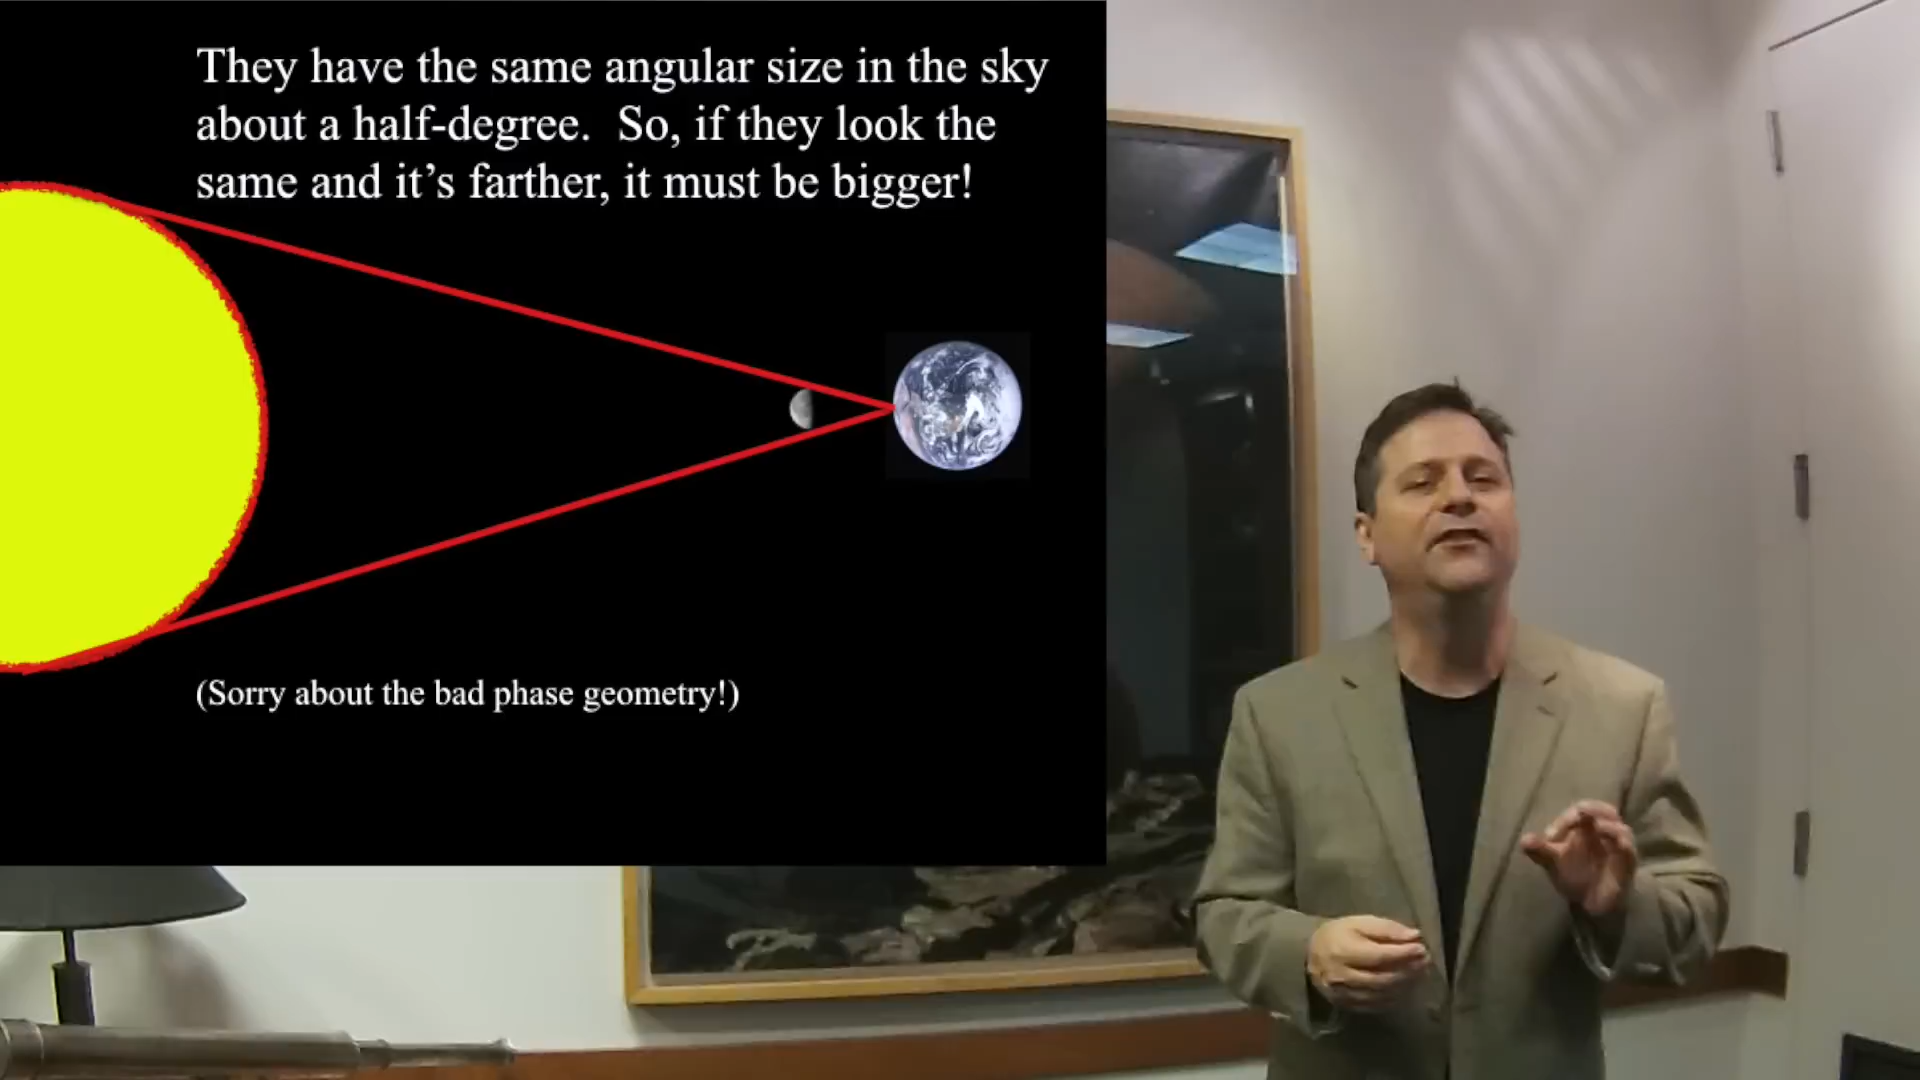 They have the same angular size in the sky
about a half-degree.  So, if they look the
same and it’s farther, it must be bigger!
(Sorry about the bad phase geometry!)